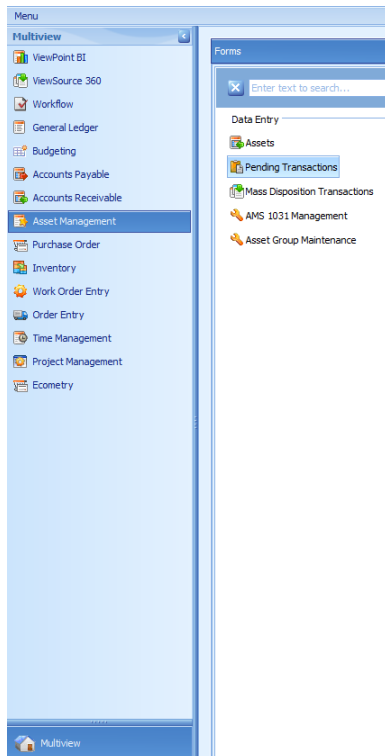 Menu
Multiview
ViewPoint BI
ViewSource 360
Workflow
General Ledger
Budgeting
Accounts Payable
Accounts Receivable
Asset Management
Purchase Order
Inventory
Work Order Entry
Order Entry
Time Management
Project Management
Ecometry
Multiview
Forms
Enter text to search...
Data Entry
Assets
Pending Transactions
Mass Disposition Transactions
AMS 1031 Management
Asset Group Maintenance